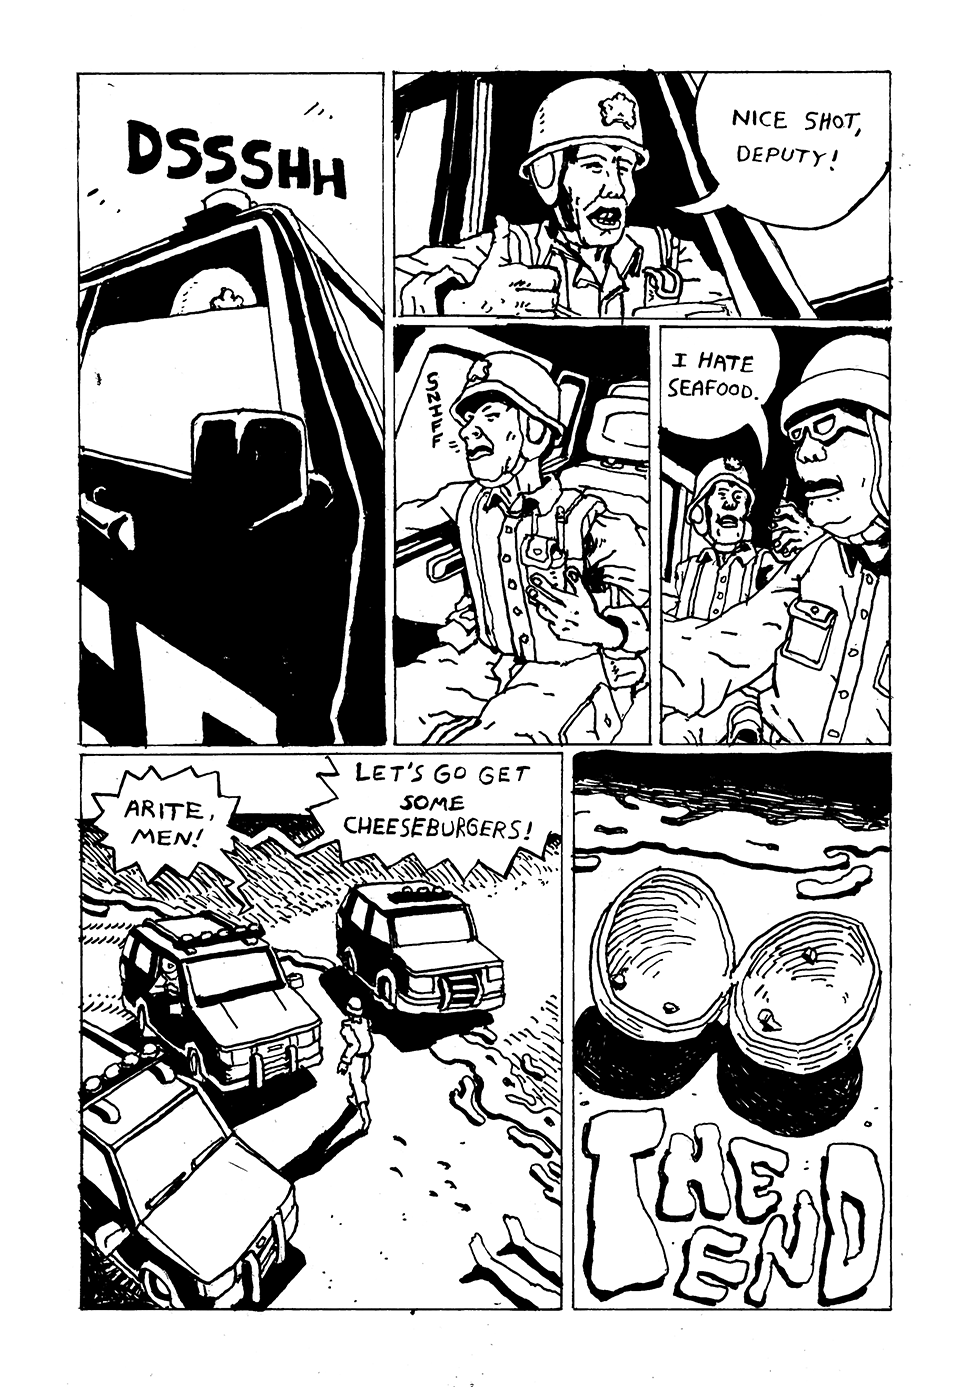 DSSSHH
NICE SHOT,
DEPUTY!
SNIFF
I HATE
SEAFOOD.
ARITE,
MEN!
LET'S GO GET
SOME
CHEESEBURGERS!
THE
END